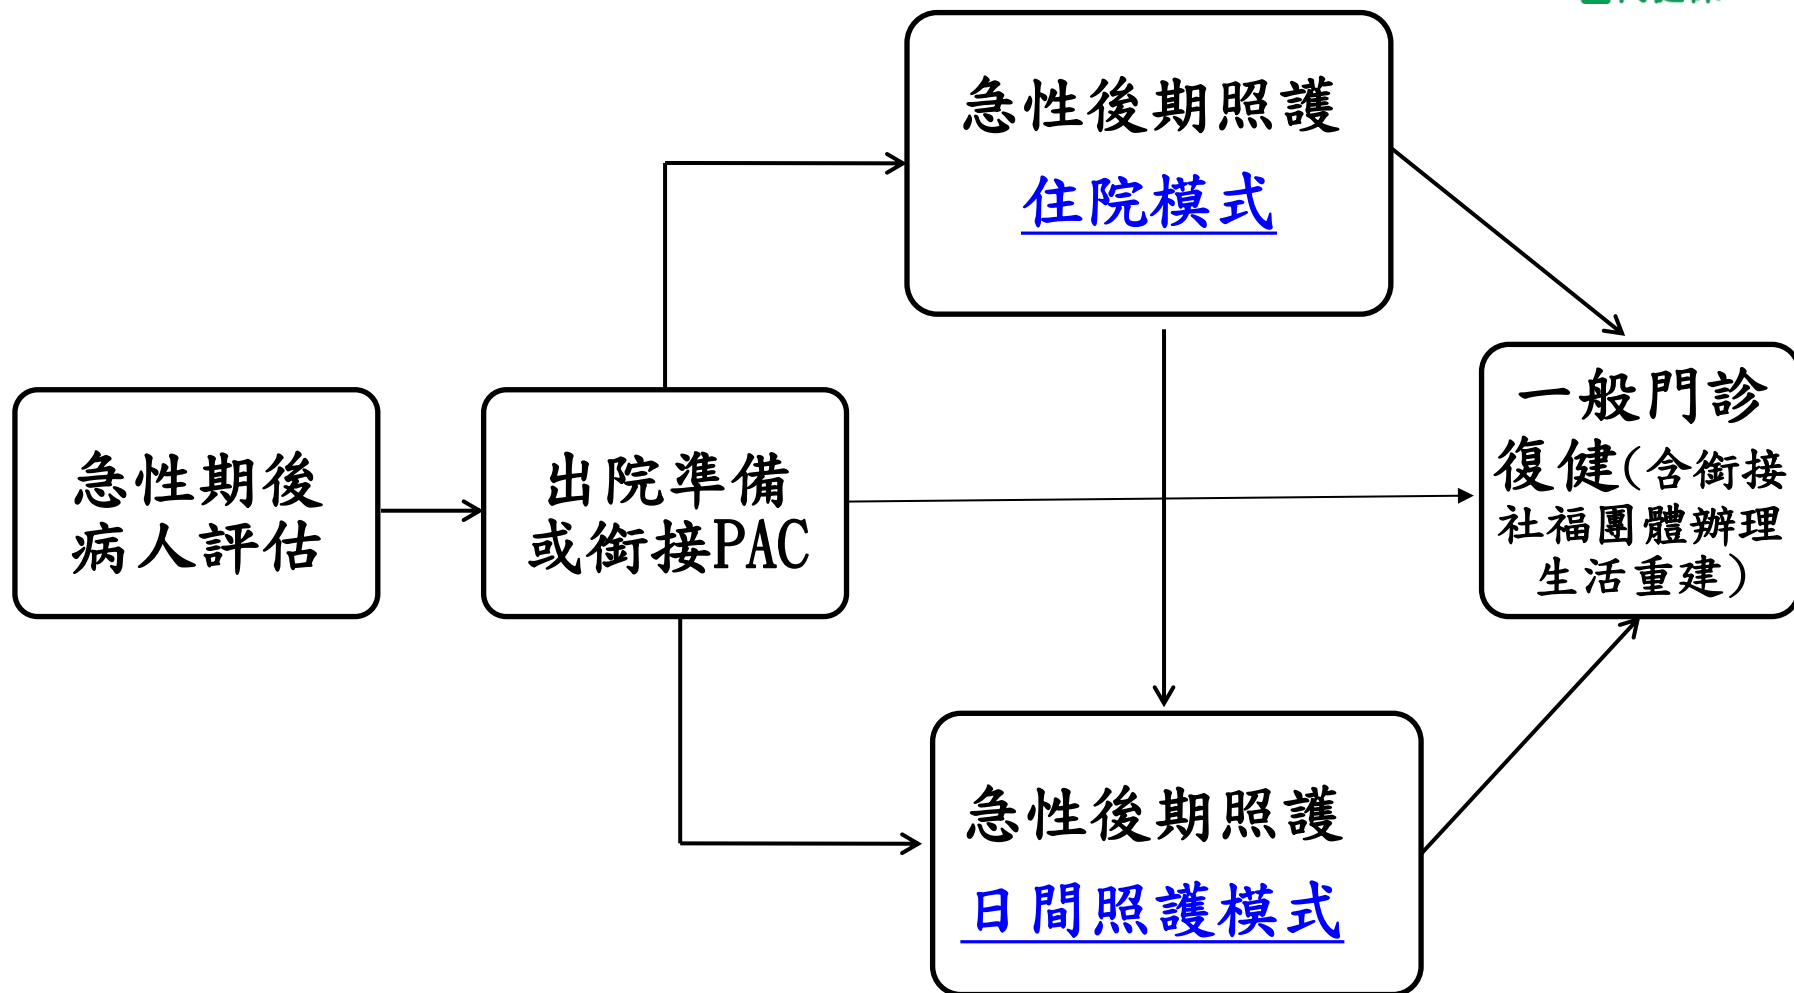 急性後期照護
住院模式
急性期後
病人評估
出院準備
或銜接PAC
一般門診
復健(含銜接
社福團體辦理
生活重建)
急性後期照護
日間照護模式